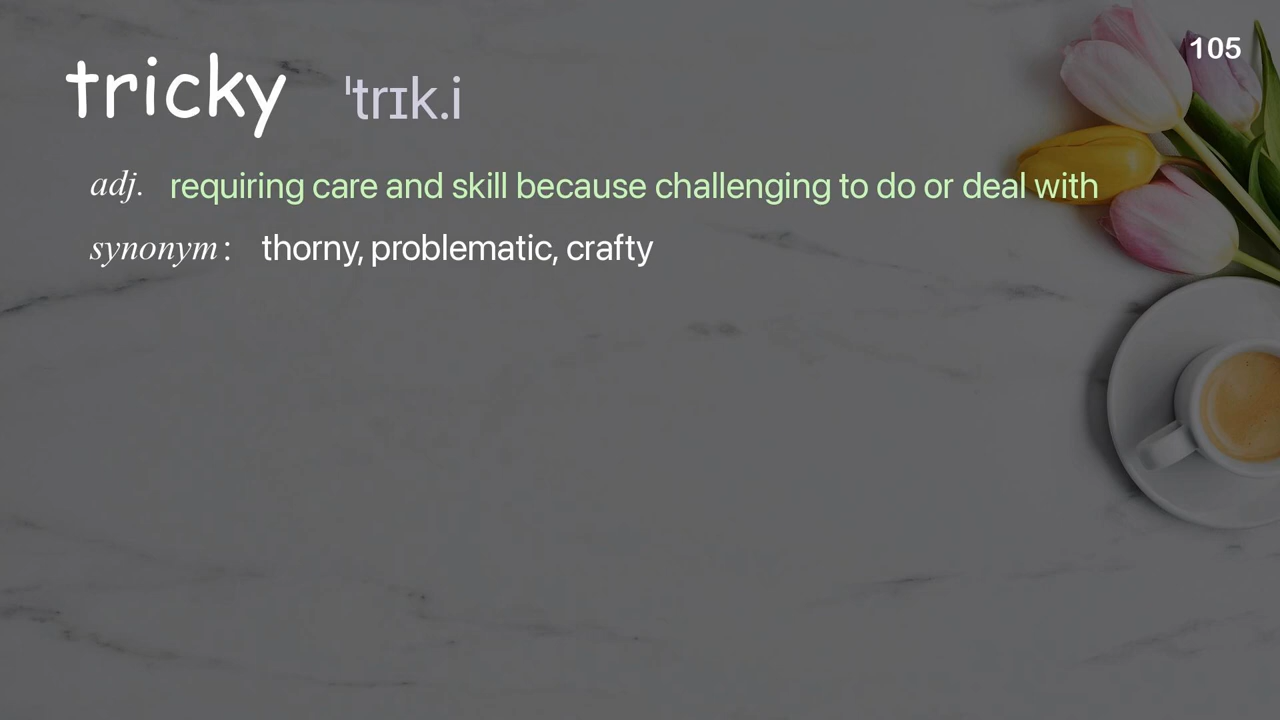 105
tricky ˈtrɪk.i
adj. requiring care and skill because challenging to do or deal with
synonym : thorny, problematic, crafty